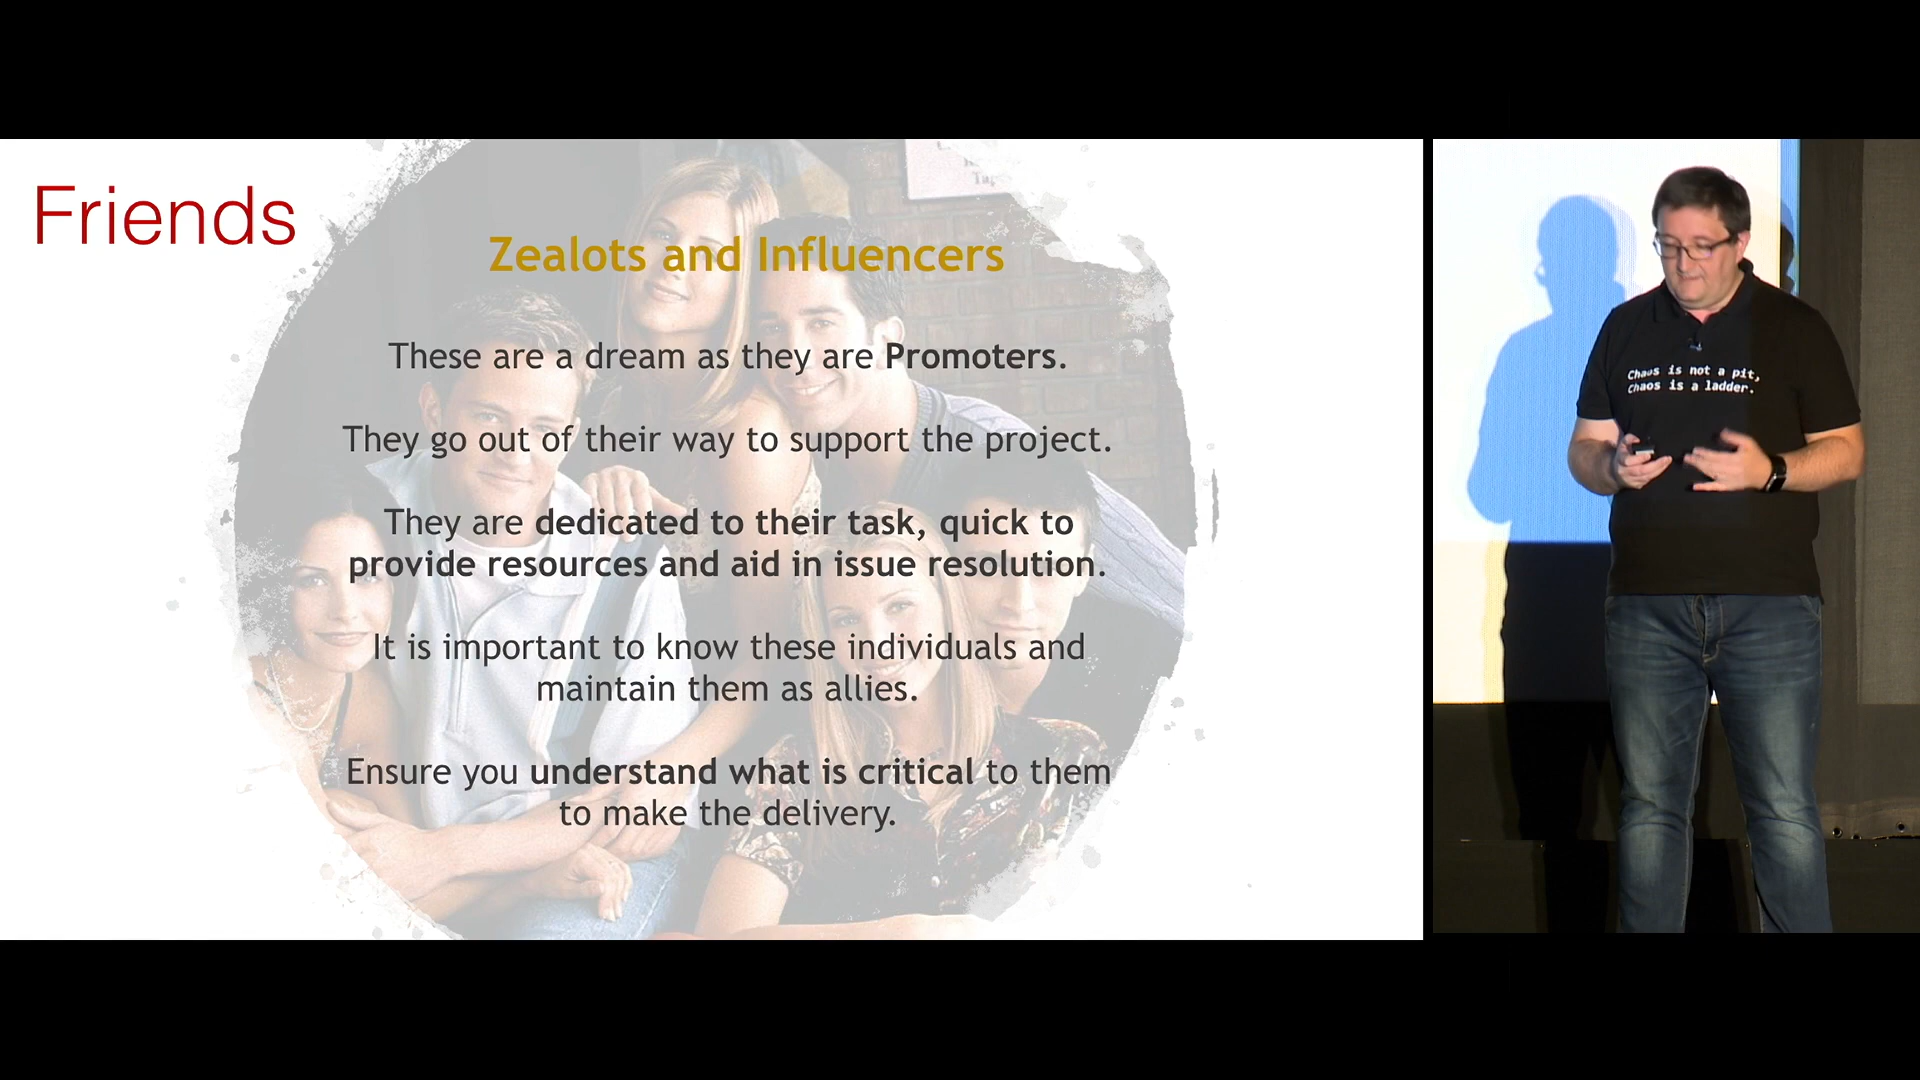 Friends
Zealots and Influencers
These are a dream as they are Promoters.
They go out of their way to support the project.
They are dedicated to their task, quick to
provide resources and aid in issue resolution.
It is important to know these individuals and
maintain them as allies.
Ensure you understand what is critical to them
to make the delivery.
Chaos is not a pit,
Chaos is a ladder.